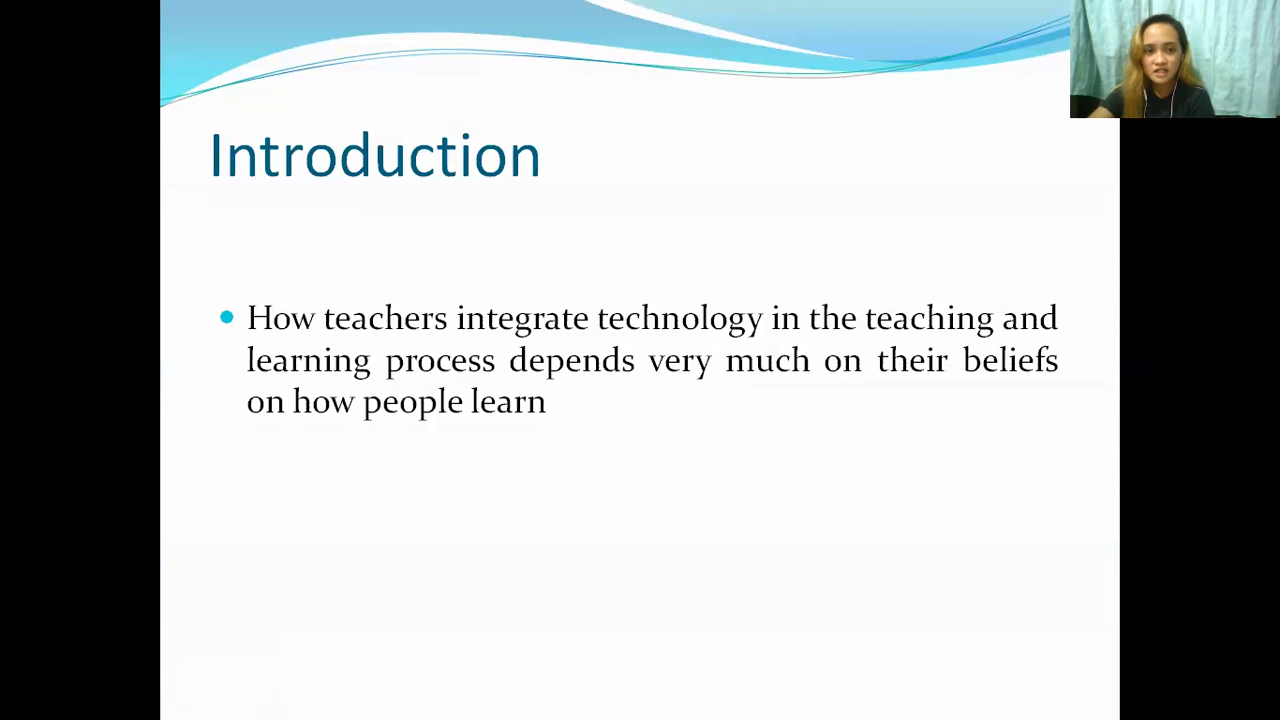 Introduction
How teachers integrate technology in the teaching and
learning process depends very much on their beliefs
on how people learn